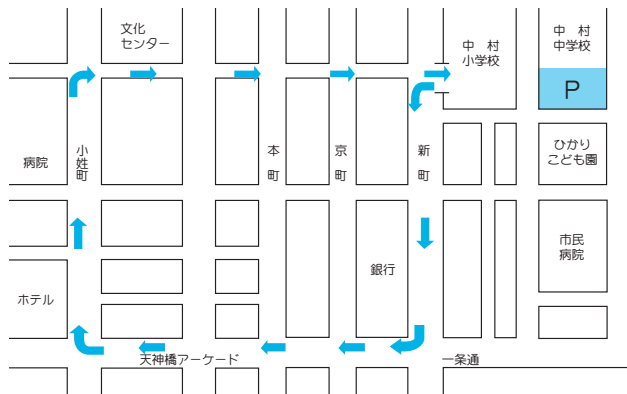 文化
センター
中 村
小学校
中 村
中学校
P
病院
小姓町
本町
京町
新町
ひかり
こども園
市民
病院
銀行
ホテル
天神橋アーケード
一条通